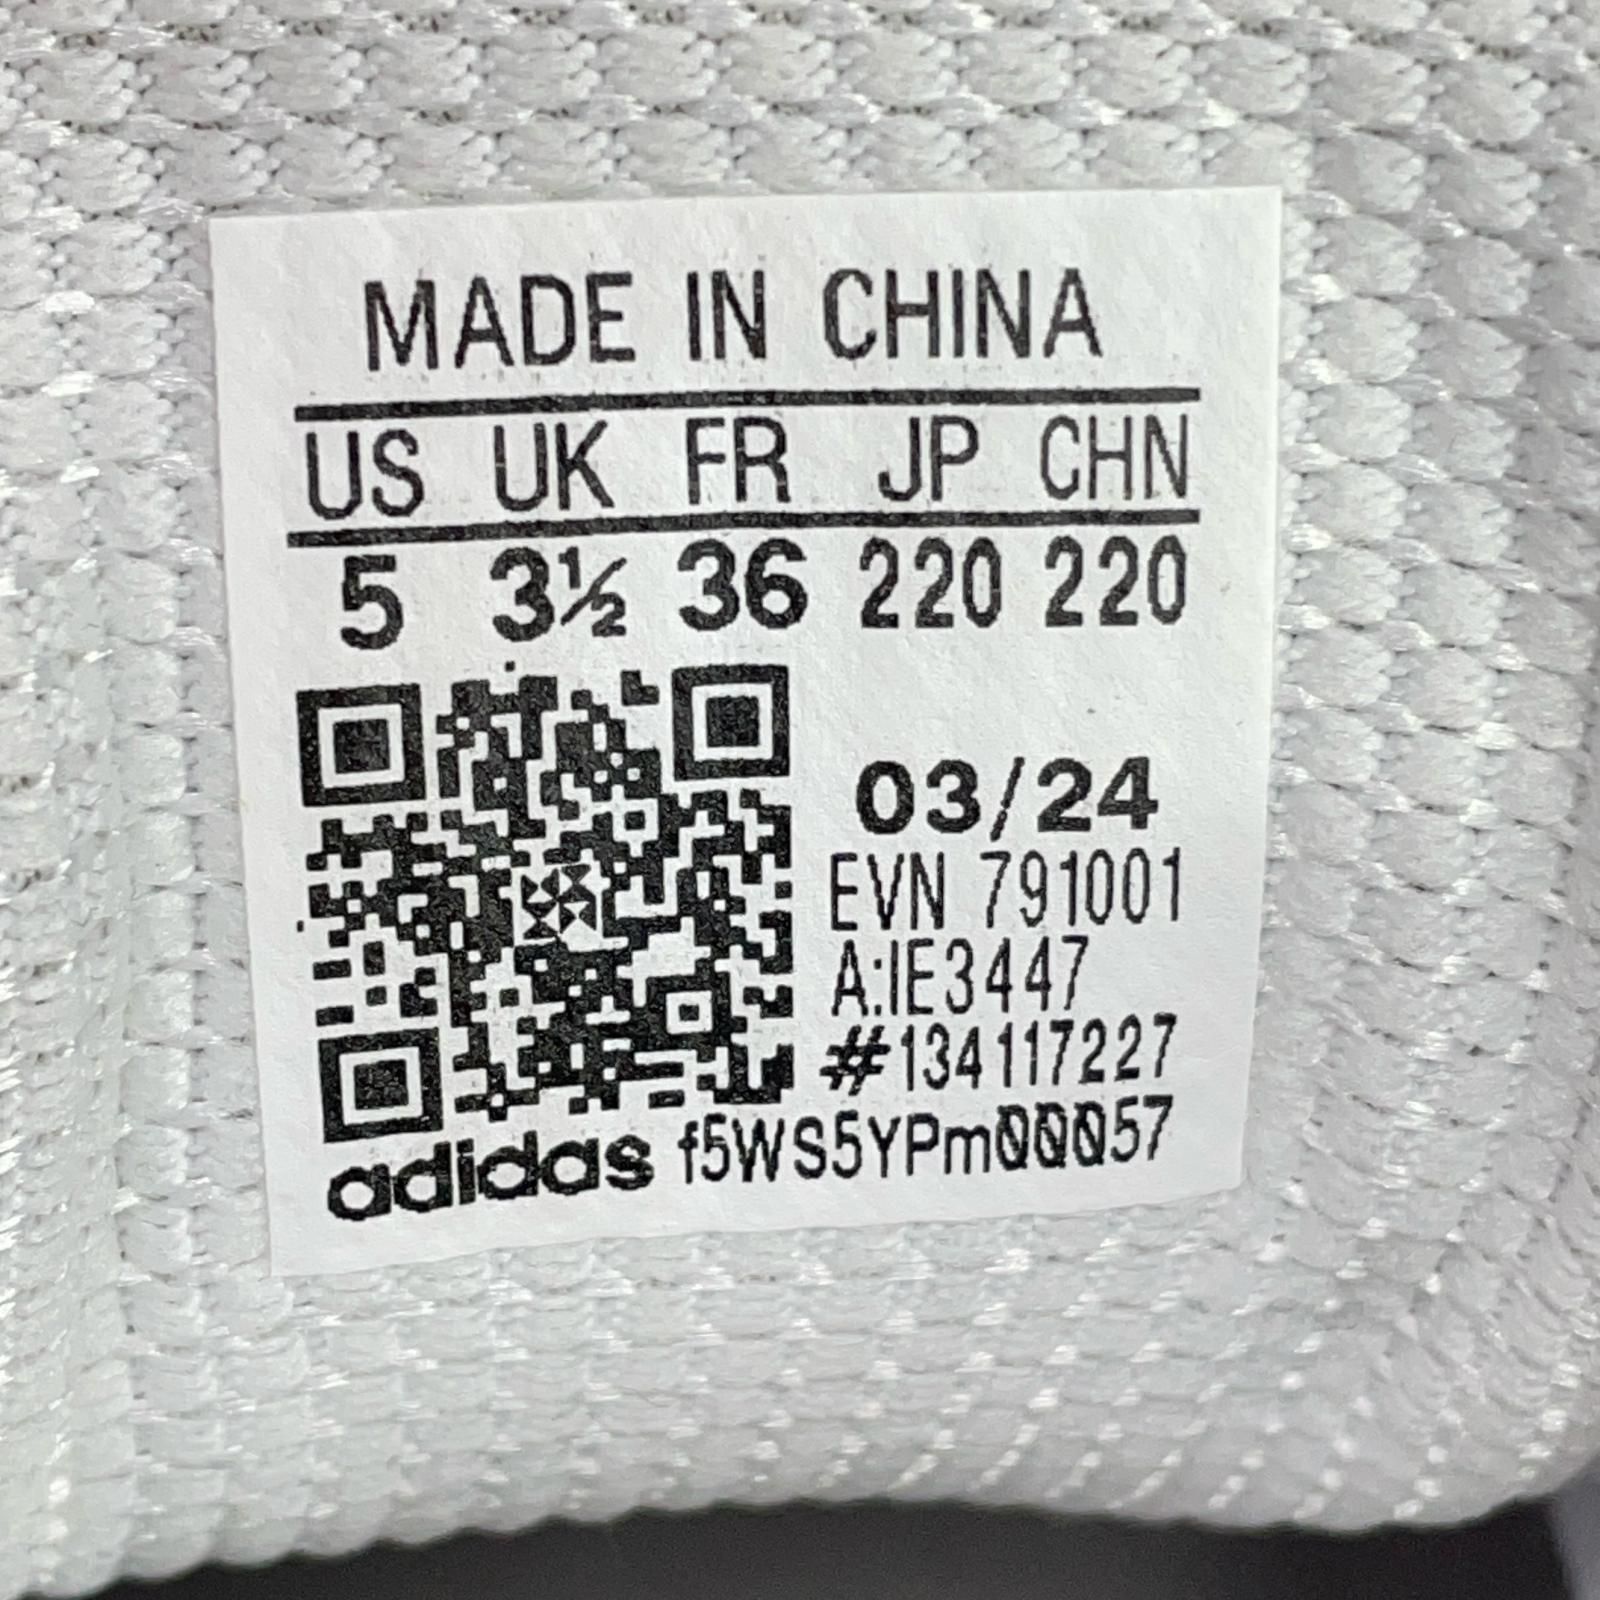 MADE IN CHINA
US UK FR JP CHN
5 3½ 36 220 220
03/24
EVN 791001
A:IE3447
#134117227
adidas f5WS5YPm00057